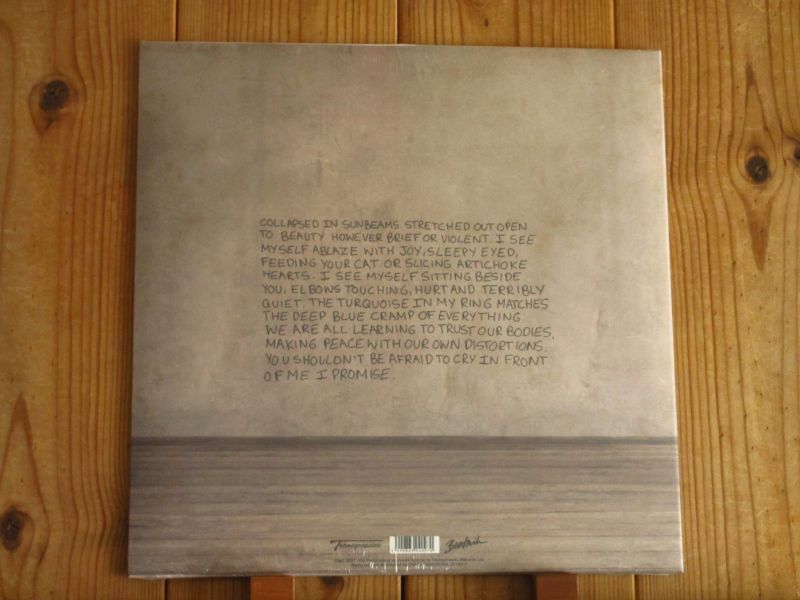 COLLAPSED IN SUNBEAMS. STRETCHED OUT OPEN
TO BEAUTY HOWEVER BRIEF OR VIOLENT. I SEE
MYSELF ABLAZE WITH JOY, SLEEPY EYED,
FEEDING YOUR CAT OR SLICING ARTICHOKE
HEARTS. I SEE MYSELF SITTING BESIDE
YOU, ELBOWS TOUCHING, HURT AND TERRIBLY
QUIET. THE TURQUOISE IN MY RING MATCHES
THE DEEP BLUE CRAMP OF EVERYTHING.
WE ARE ALL LEARNING TO TRUST OUR BODIES,
MAKING PEACE WITH OUR OWN DISTORTIONS.
YOU SHOULDN'T BE AFRAID TO CRY IN FRONT
OF ME I PROMISE.
Transgressive
Beatnik